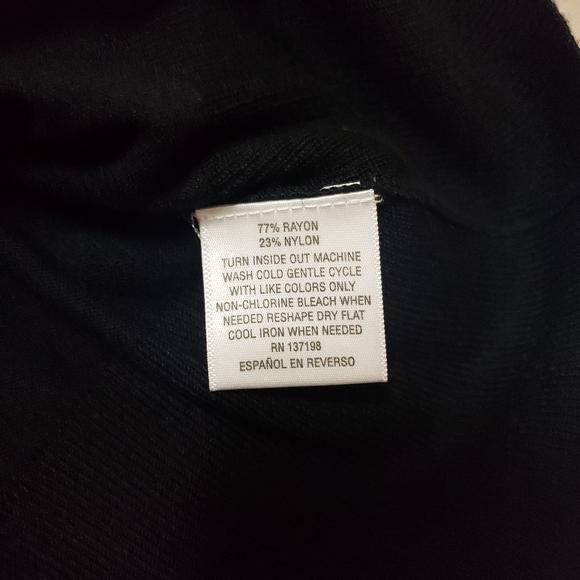 77% RAYON
23% NYLON
TURN INSIDE OUT MACHINE
WASH COLD GENTLE CYCLE
WITH LIKE COLORS ONLY
NON-CHLORINE BLEACH WHEN
NEEDED RESHAPE DRY FLAT
COOL IRON WHEN NEEDED
RN 137198
ESPAÑOL EN REVERSO